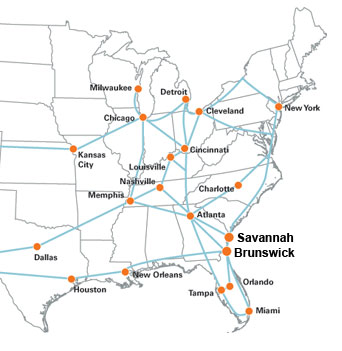 Milwaukee
Detroit
Chicago
Cleveland
New York
Kansas
City
Cincinnati
Louisville
Nashville
Charlotte
Memphis
Atlanta
Savannah
Brunswick
Dallas
New Orleans
Houston
Orlando
Tampa
Miami